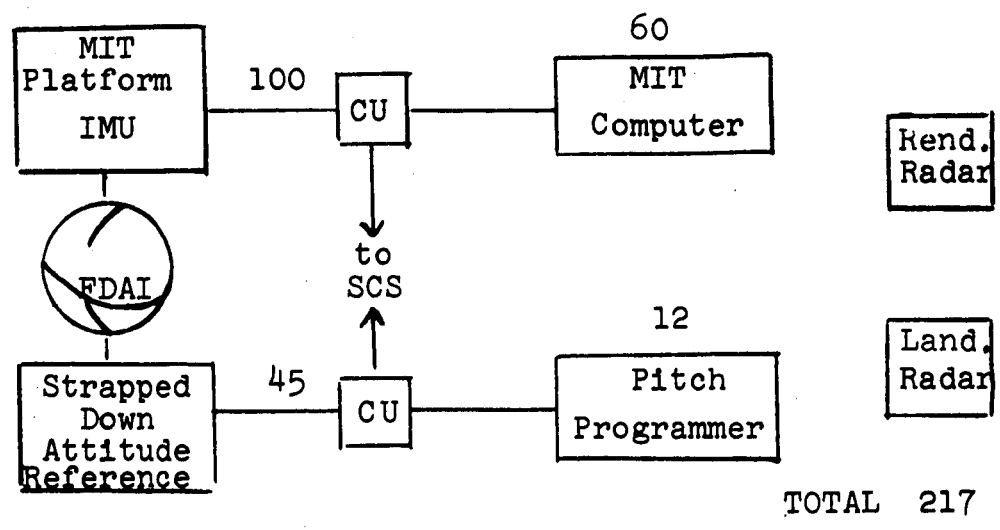 MIT
Platform
IMU
100
CU
60
MIT
Computer
Rend.
Radar
FDAI
to
SCS
Strapped
Down
Attitude
Reference
45
CU
12
Pitch
Programmer
Land.
Radar
TOTAL 217